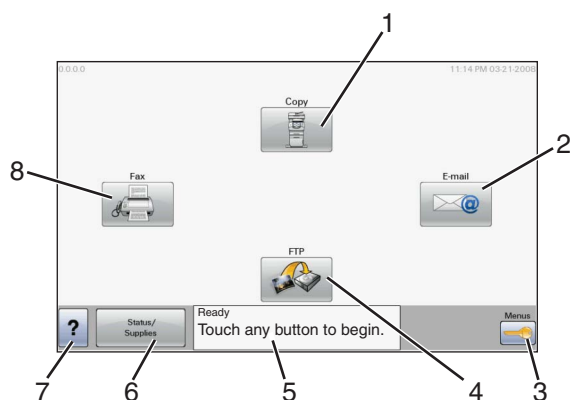 1
0.0.0.0
11:14 PM 03-21-2008
Copy
2
8
Fax
E-mail
@
FTP
?
Status/
Supplies
Ready
Touch any button to begin.
Menus
7
6
5
4
3